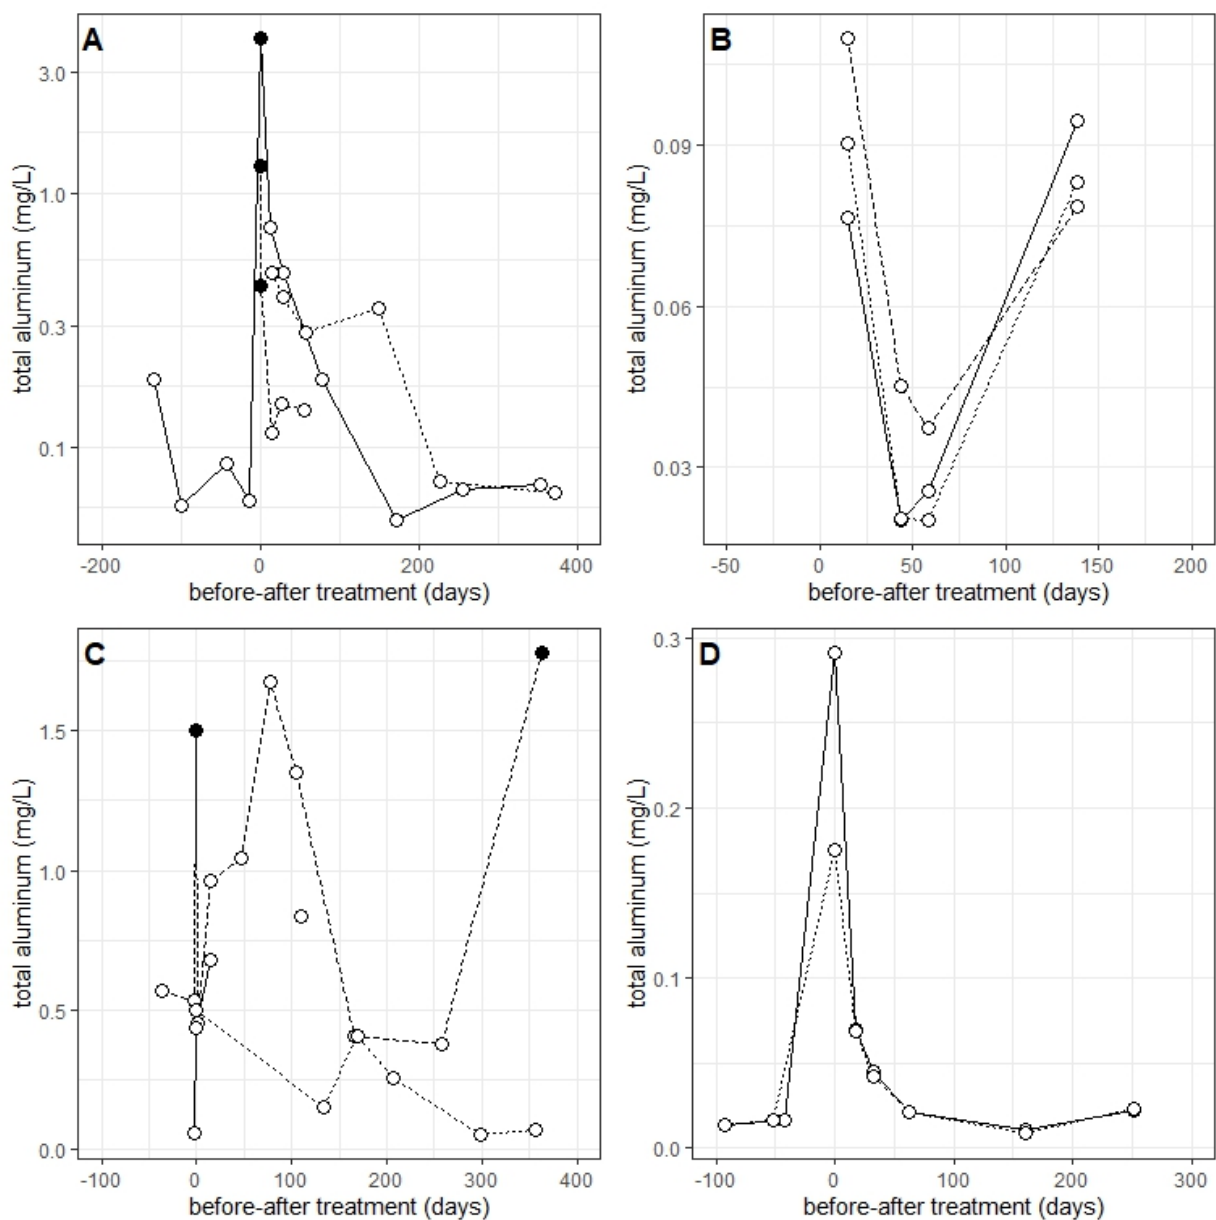 A
total aluminum (mg/L)
3.0
1.0
0.3
0.1
-200 0 200 400
before-after treatment (days)
B
total aluminum (mg/L)
0.09
0.06
0.03
-50 0 50 100 150 200
before-after treatment (days)
C
total aluminum (mg/L)
1.5
1.0
0.5
0.0
-100 0 100 200 300 400
before-after treatment (days)
D
total aluminum (mg/L)
0.3
0.2
0.1
0.0
-100 0 100 200 300
before-after treatment (days)